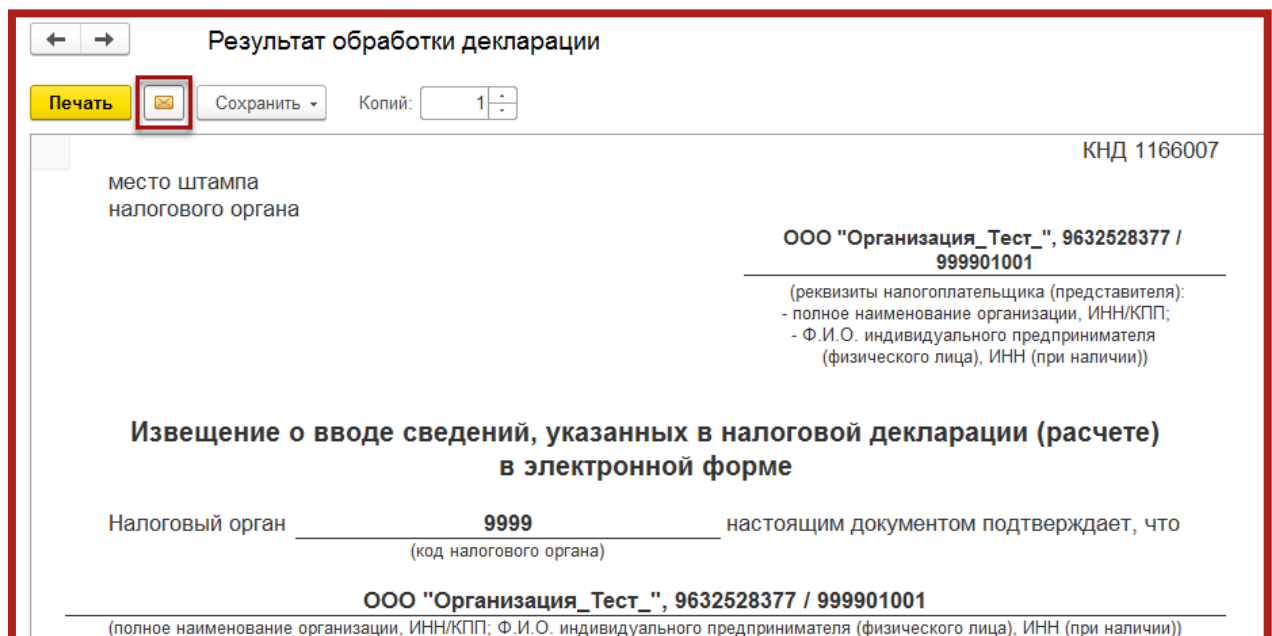 Результат обработки декларации
Печать Сохранить Копий: 1
КНД 1166007
место штампа
налогового органа
ООО "Организация_Тест_", 9632528377 /
999901001
(реквизиты налогоплательщика (представителя):
- полное наименование организации, ИНН/КПП;
- Ф.И.О. индивидуального предпринимателя
(физического лица), ИНН (при наличии))
Извещение о вводе сведений, указанных в налоговой декларации (расчете)
в электронной форме
Налоговый орган 9999 настоящим документом подтверждает, что
(код налогового органа)
ООО "Организация_Тест_", 9632528377 / 999901001
(полное наименование организации, ИНН/КПП; Ф.И.О. индивидуального предпринимателя (физического лица), ИНН (при наличии))